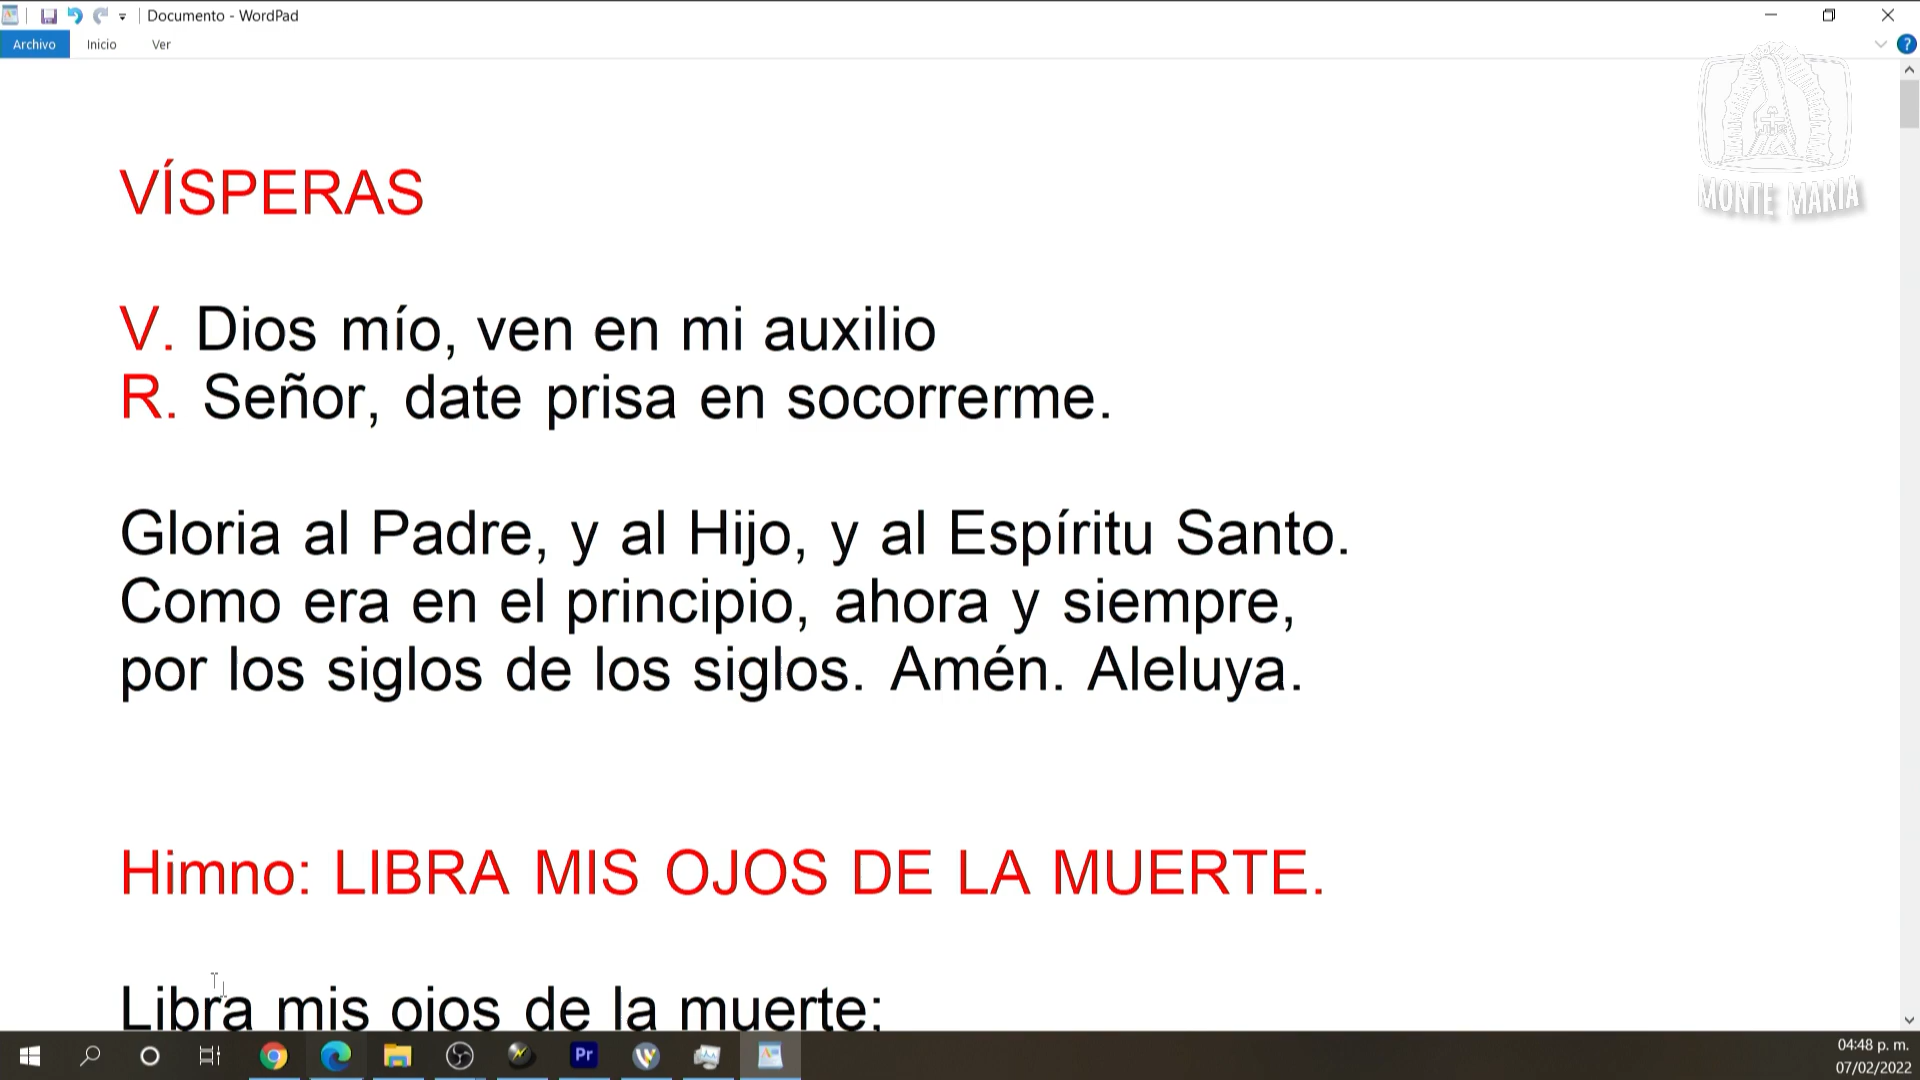 Documento - WordPad
Archivo
Inicio
Ver
MONTE MARIA
VÍSPERAS
V. Dios mío, ven en mi auxilio
R. Señor, date prisa en socorrerme.
Gloria al Padre, y al Hijo, y al Espíritu Santo.
Como era en el principio, ahora y siempre,
por los siglos de los siglos. Amén. Aleluya.
Himno: LIBRA MIS OJOS DE LA MUERTE.
Libra mis ojos de la muerte;
Pr
04:48 p. m.
07/02/2022